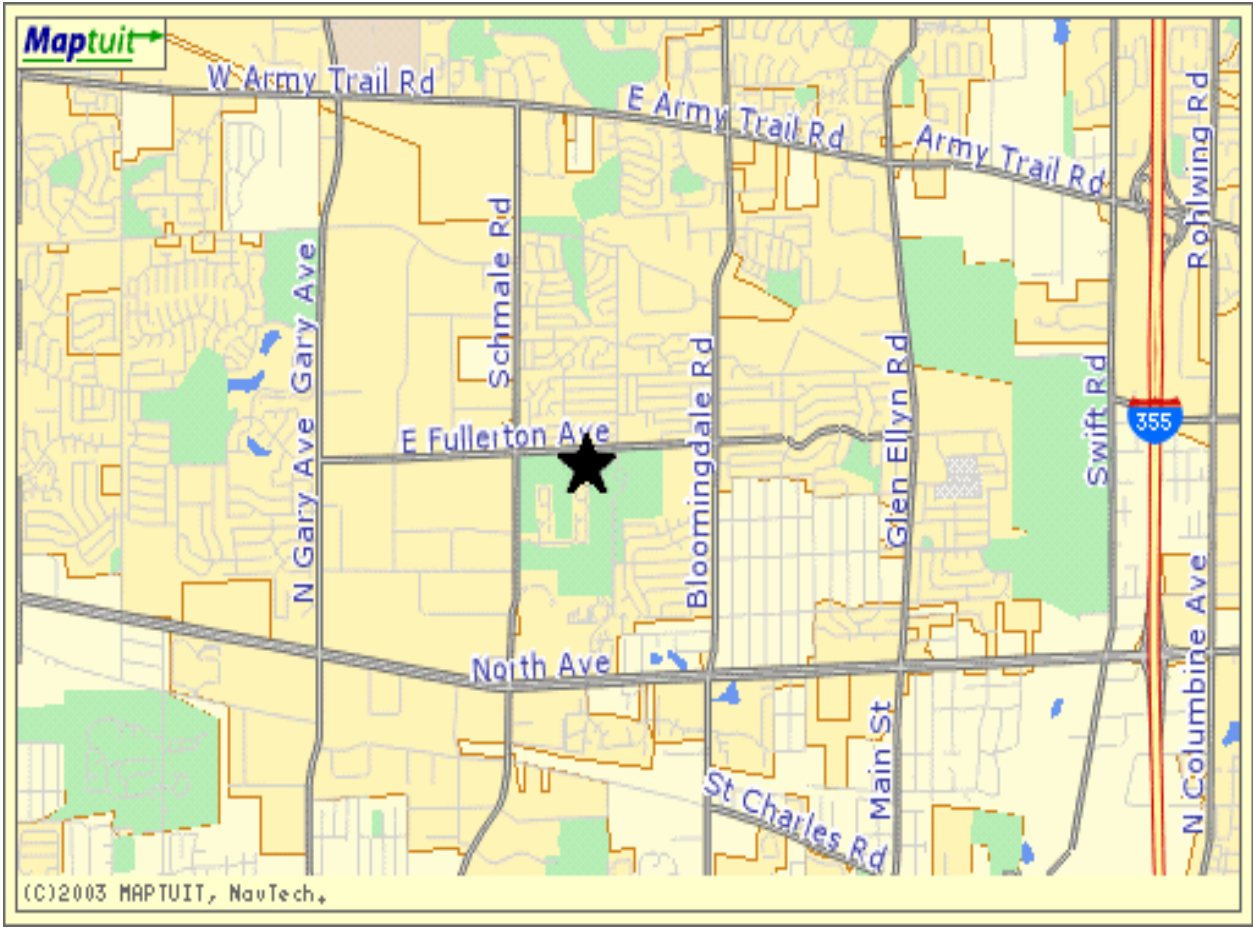 Maptuit
W Army Trail Rd
E Army Trail Rd
Army Trail Rd
Rohlwing Rd
Schmale Rd
Gary Ave
N Gary Ave
E Fullerton Ave
Bloomingdale Rd
Glen Ellyn Rd
Swift Rd
355
North Ave
N Columbine Ave
Main St
St Charles Rd
(C)2003 MAPTUIT, NavTech.